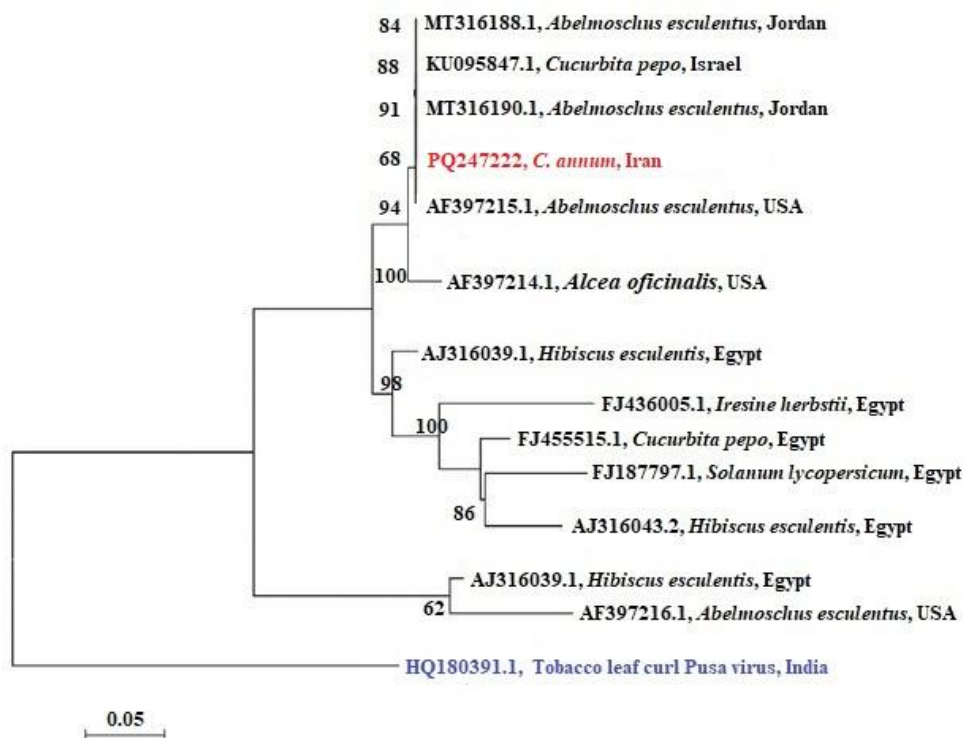 84 MT316188.1, Abelmoschus esculentus, Jordan
88 KU095847.1, Cucurbita pepo, Israel
91 MT316190.1, Abelmoschus esculentus, Jordan
68 PQ247222, C. annum, Iran
94 AF397215.1, Abelmoschus esculentus, USA
100 AF397214.1, Alcea oficinalis, USA
AJ316039.1, Hibiscus esculentis, Egypt
98
FJ436005.1, Iresine herbstii, Egypt
100
FJ455515.1, Cucurbita pepo, Egypt
FJ187797.1, Solanum lycopersicum, Egypt
86
AJ316043.2, Hibiscus esculentis, Egypt
AJ316039.1, Hibiscus esculentis, Egypt
62 AF397216.1, Abelmoschus esculentus, USA
HQ180391.1, Tobacco leaf curl Pusa virus, India
0.05